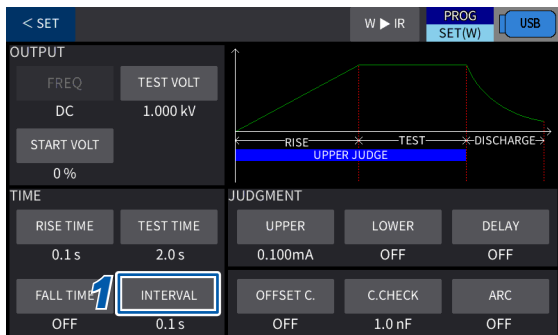 < SET
W ▶ IR
PROG
SET(W)
USB
OUTPUT
FREQ
TEST VOLT
DC
1.000 kV
START VOLT
0 %
RISE
TEST
DISCHARGE
UPPER JUDGE
TIME
RISE TIME
TEST TIME
0.1 s
2.0 s
FALL TIME
1
INTERVAL
OFF
0.1 s
JUDGMENT
UPPER
LOWER
DELAY
0.100mA
OFF
OFF
OFFSET C.
C.CHECK
ARC
OFF
1.0 nF
OFF